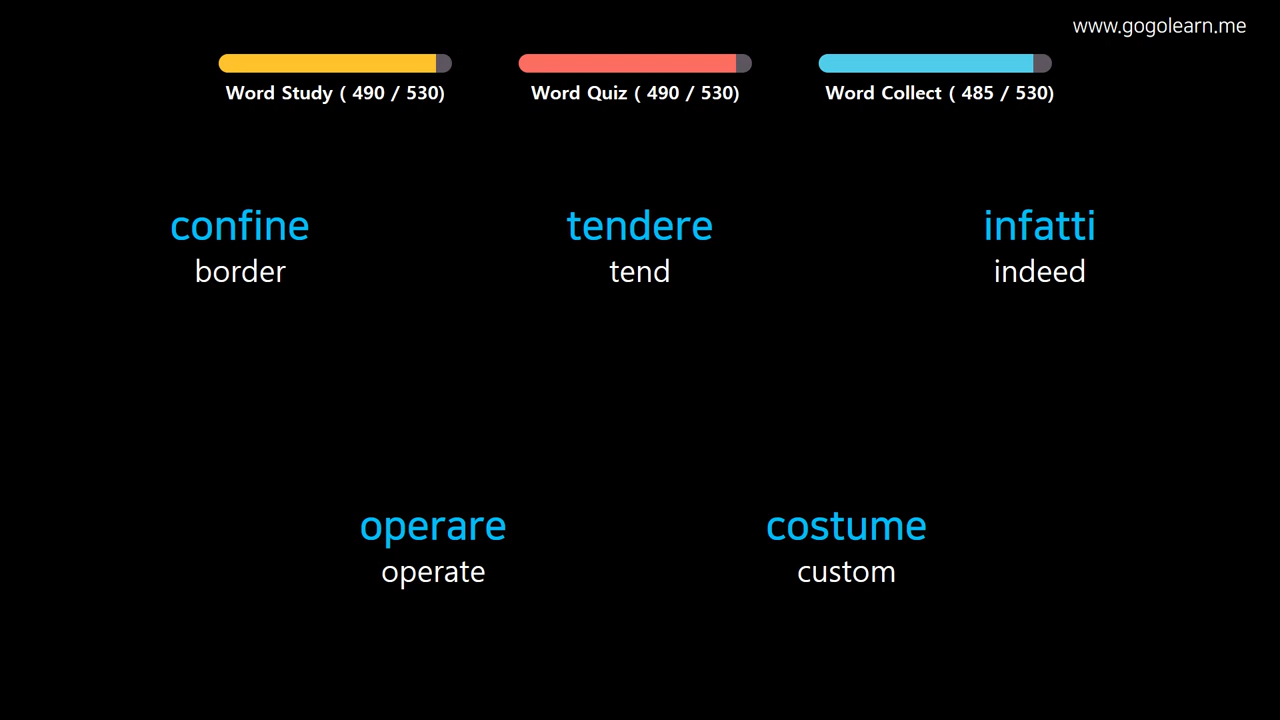 www.gogolearn.me
Word Study ( 490 / 530)
Word Quiz ( 490 / 530)
Word Collect ( 485 / 530)
confine
border
tendere
tend
infatti
indeed
operare
operate
costume
custom